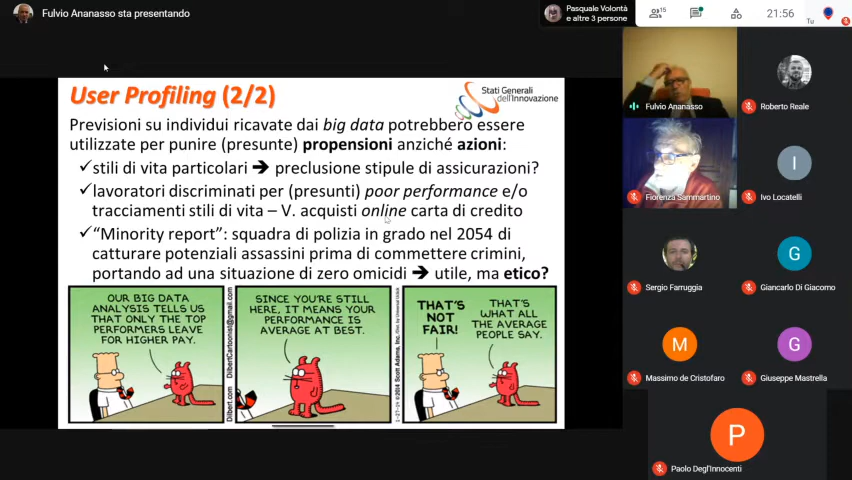 Fulvio Ananasso sta presentando
Pasquale Volontà
e altre 3 persone
15
21:56
Tu
User Profiling (2/2)
Stati Generali
dell'Innovazione
Previsioni su individui ricavate dai big data potrebbero essere
utilizzate per punire (presunte) propensioni anziché azioni:
✓stili di vita particolari ➔ preclusione stipule di assicurazioni?
✓lavoratori discriminati per (presunti) poor performance e/o
tracciamenti stili di vita – V. acquisti online carta di credito
✓“Minority report”: squadra di polizia in grado nel 2054 di
catturare potenziali assassini prima di commettere crimini,
portando ad una situazione di zero omicidi ➔ utile, ma etico?
OUR BIG DATA
ANALYSIS TELLS US
THAT ONLY THE TOP
PERFORMERS LEAVE
FOR HIGHER PAY.
Dilbert.com DilbertCartoonist@gmail.com
SINCE YOU'RE STILL
HERE, IT MEANS YOUR
PERFORMANCE IS
AVERAGE AT BEST.
THAT'S
NOT
FAIR!
THAT'S
WHAT ALL
THE AVERAGE
PEOPLE SAY.
Fulvio Ananasso
Roberto Reale
Fiorenza Sammartino
I
Ivo Locatelli
Sergio Farruggia
G
Giancarlo Di Giacomo
M
Massimo de Cristofaro
G
Giuseppe Mastrella
P
Paolo Degl'Innocenti